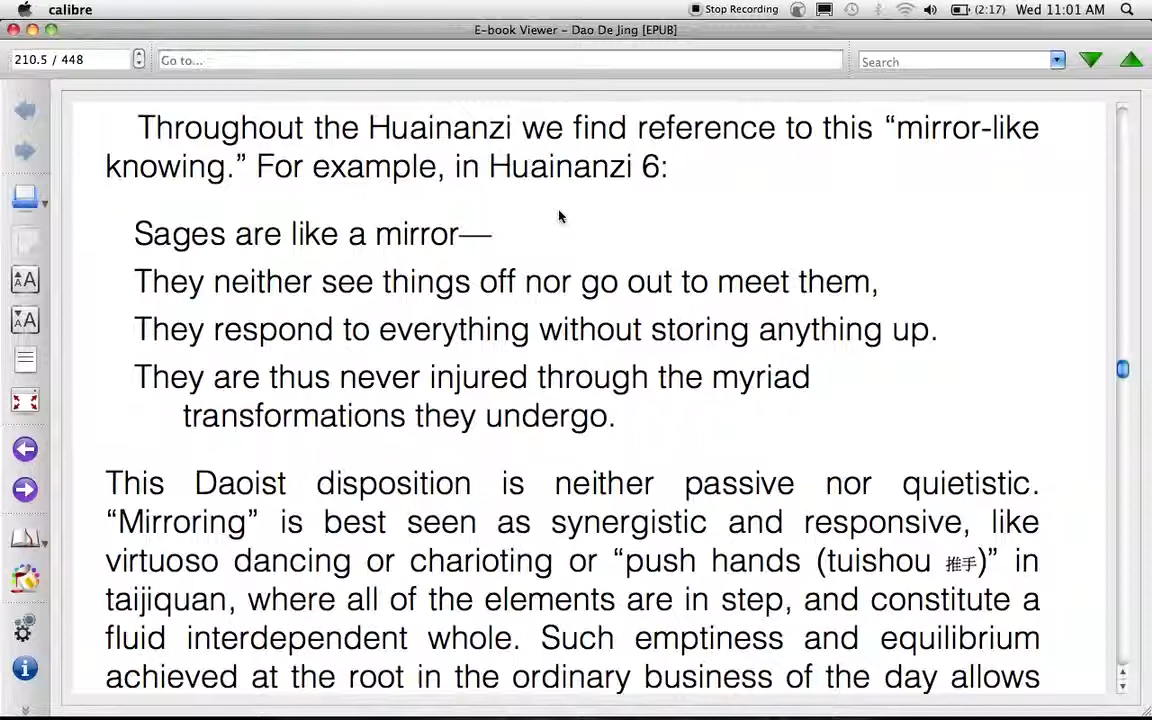 calibre
Stop Recording
(2:17) Wed 11:01 AM
E-book Viewer – Dao De Jing [EPUB]
210.5 / 448
Go to...
Search
Throughout the Huainanzi we find reference to this “mirror-like
knowing.” For example, in Huainanzi 6:
Sages are like a mirror—
They neither see things off nor go out to meet them,
They respond to everything without storing anything up.
They are thus never injured through the myriad
transformations they undergo.
This Daoist disposition is neither passive nor quietistic.
“Mirroring” is best seen as synergistic and responsive, like
virtuoso dancing or charioting or “push hands (tuishou 推手)” in
taijiquan, where all of the elements are in step, and constitute a
fluid interdependent whole. Such emptiness and equilibrium
achieved at the root in the ordinary business of the day allows